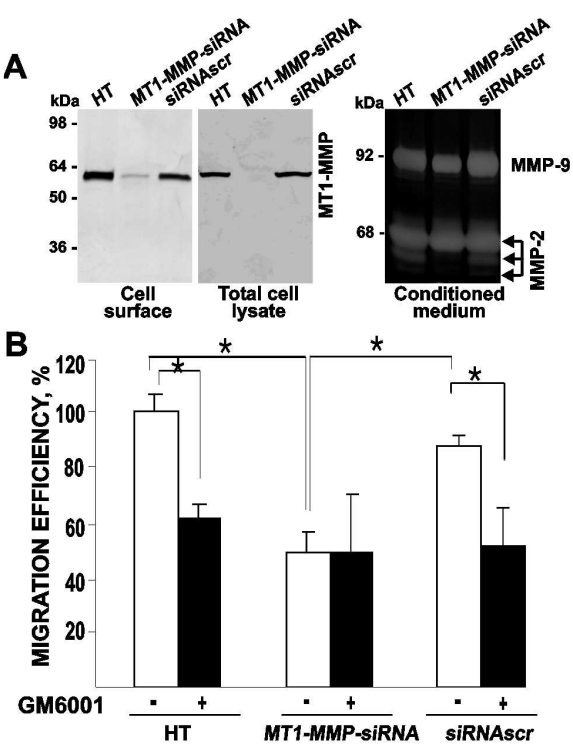 A
HT MT1-MMP-siRNA siRNAscr HT MT1-MMP-siRNA siRNAscr HT MT1-MMP-siRNA siRNAscr
kDa
98 -
64 -
50 -
36 -
MT1-MMP
kDa
92 -
68 -
MMP-9
MMP-2
Cell surface
Total cell lysate
Conditioned medium
B
MIGRATION EFFICIENCY, %
120
100
80
60
40
20
* * * *
GM6001 - + - + - +
HT MT1-MMP-siRNA siRNAscr